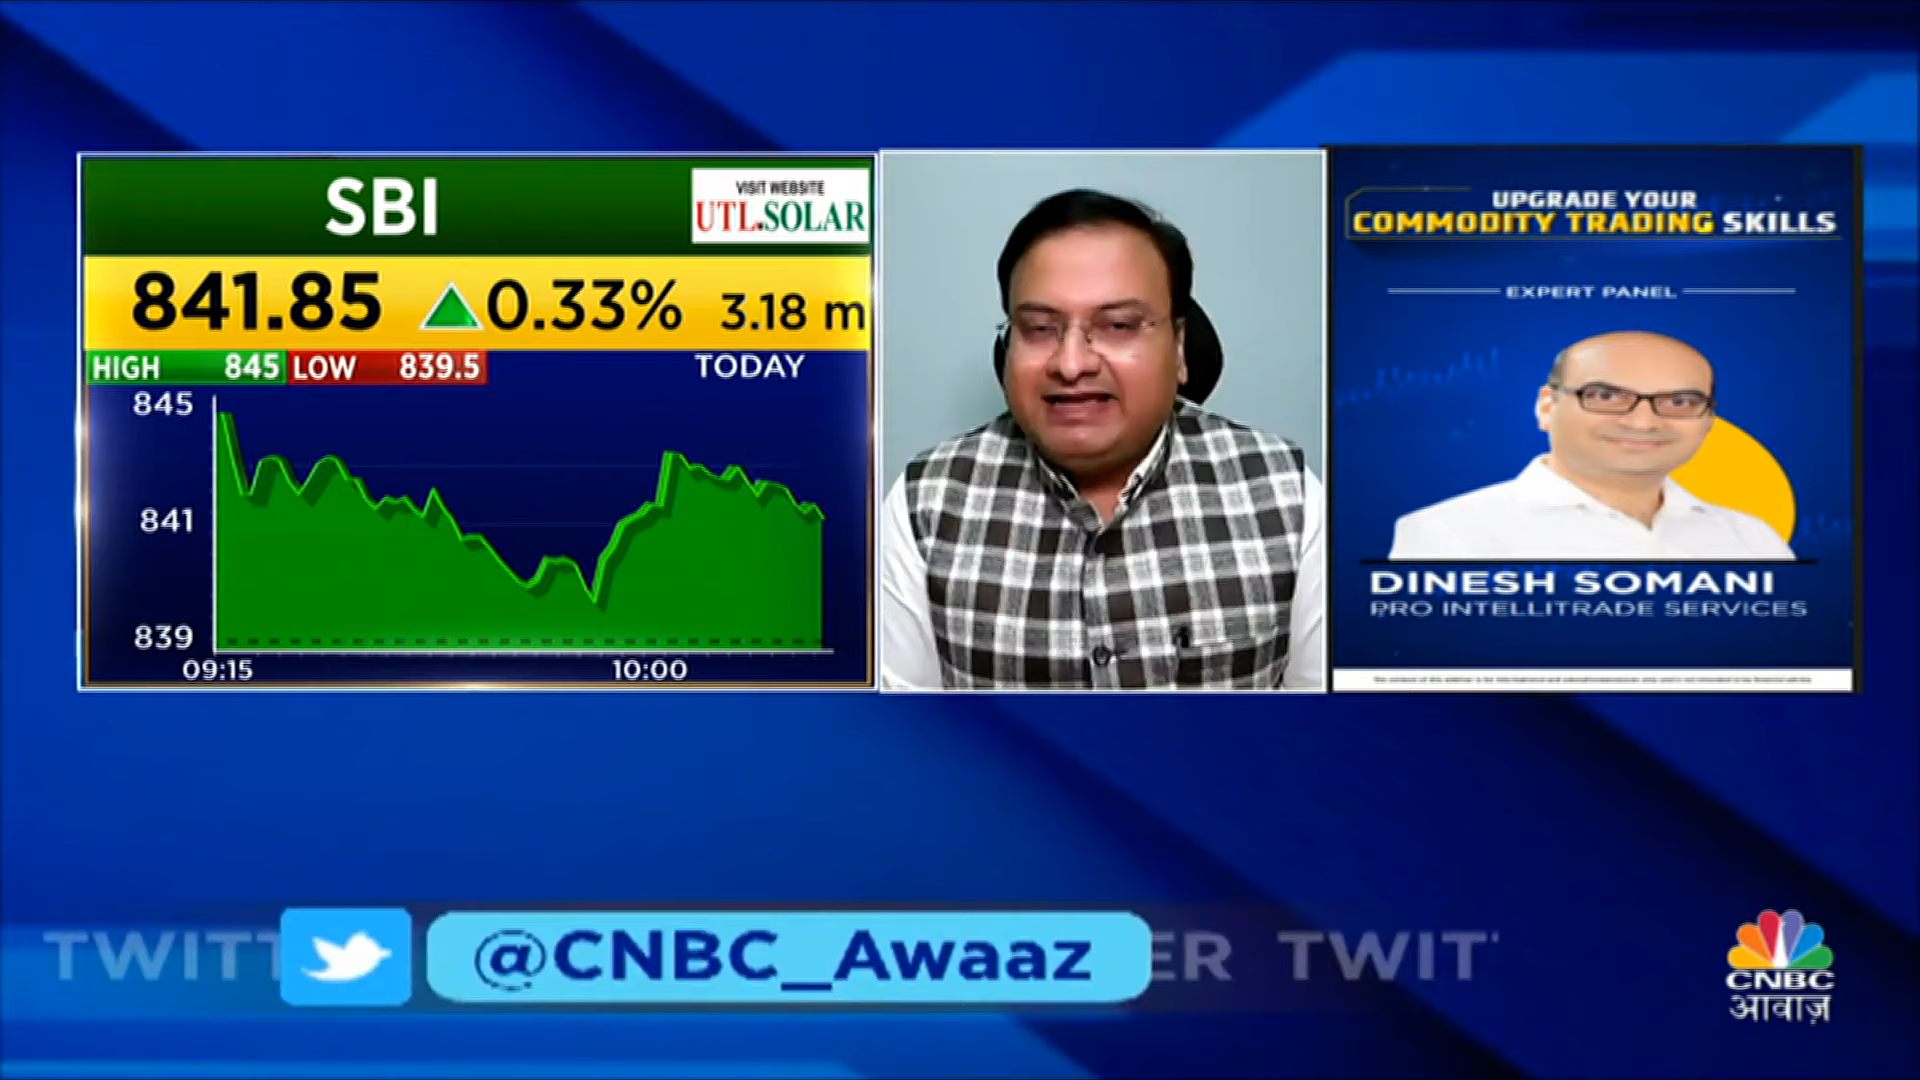 SBI
VISIT WEBSITE
UTL.SOLAR
841.85 0.33% 3.18 m
HIGH 845 LOW 839.5 TODAY
845
841
839
09:15 10:00
UPGRADE YOUR
COMMODITY TRADING SKILLS
EXPERT PANEL
DINESH SOMANI
PRO INTELLITRADE SERVICES
TWITT @CNBC_Awaaz ER TWIT
CNBC
आवाज़